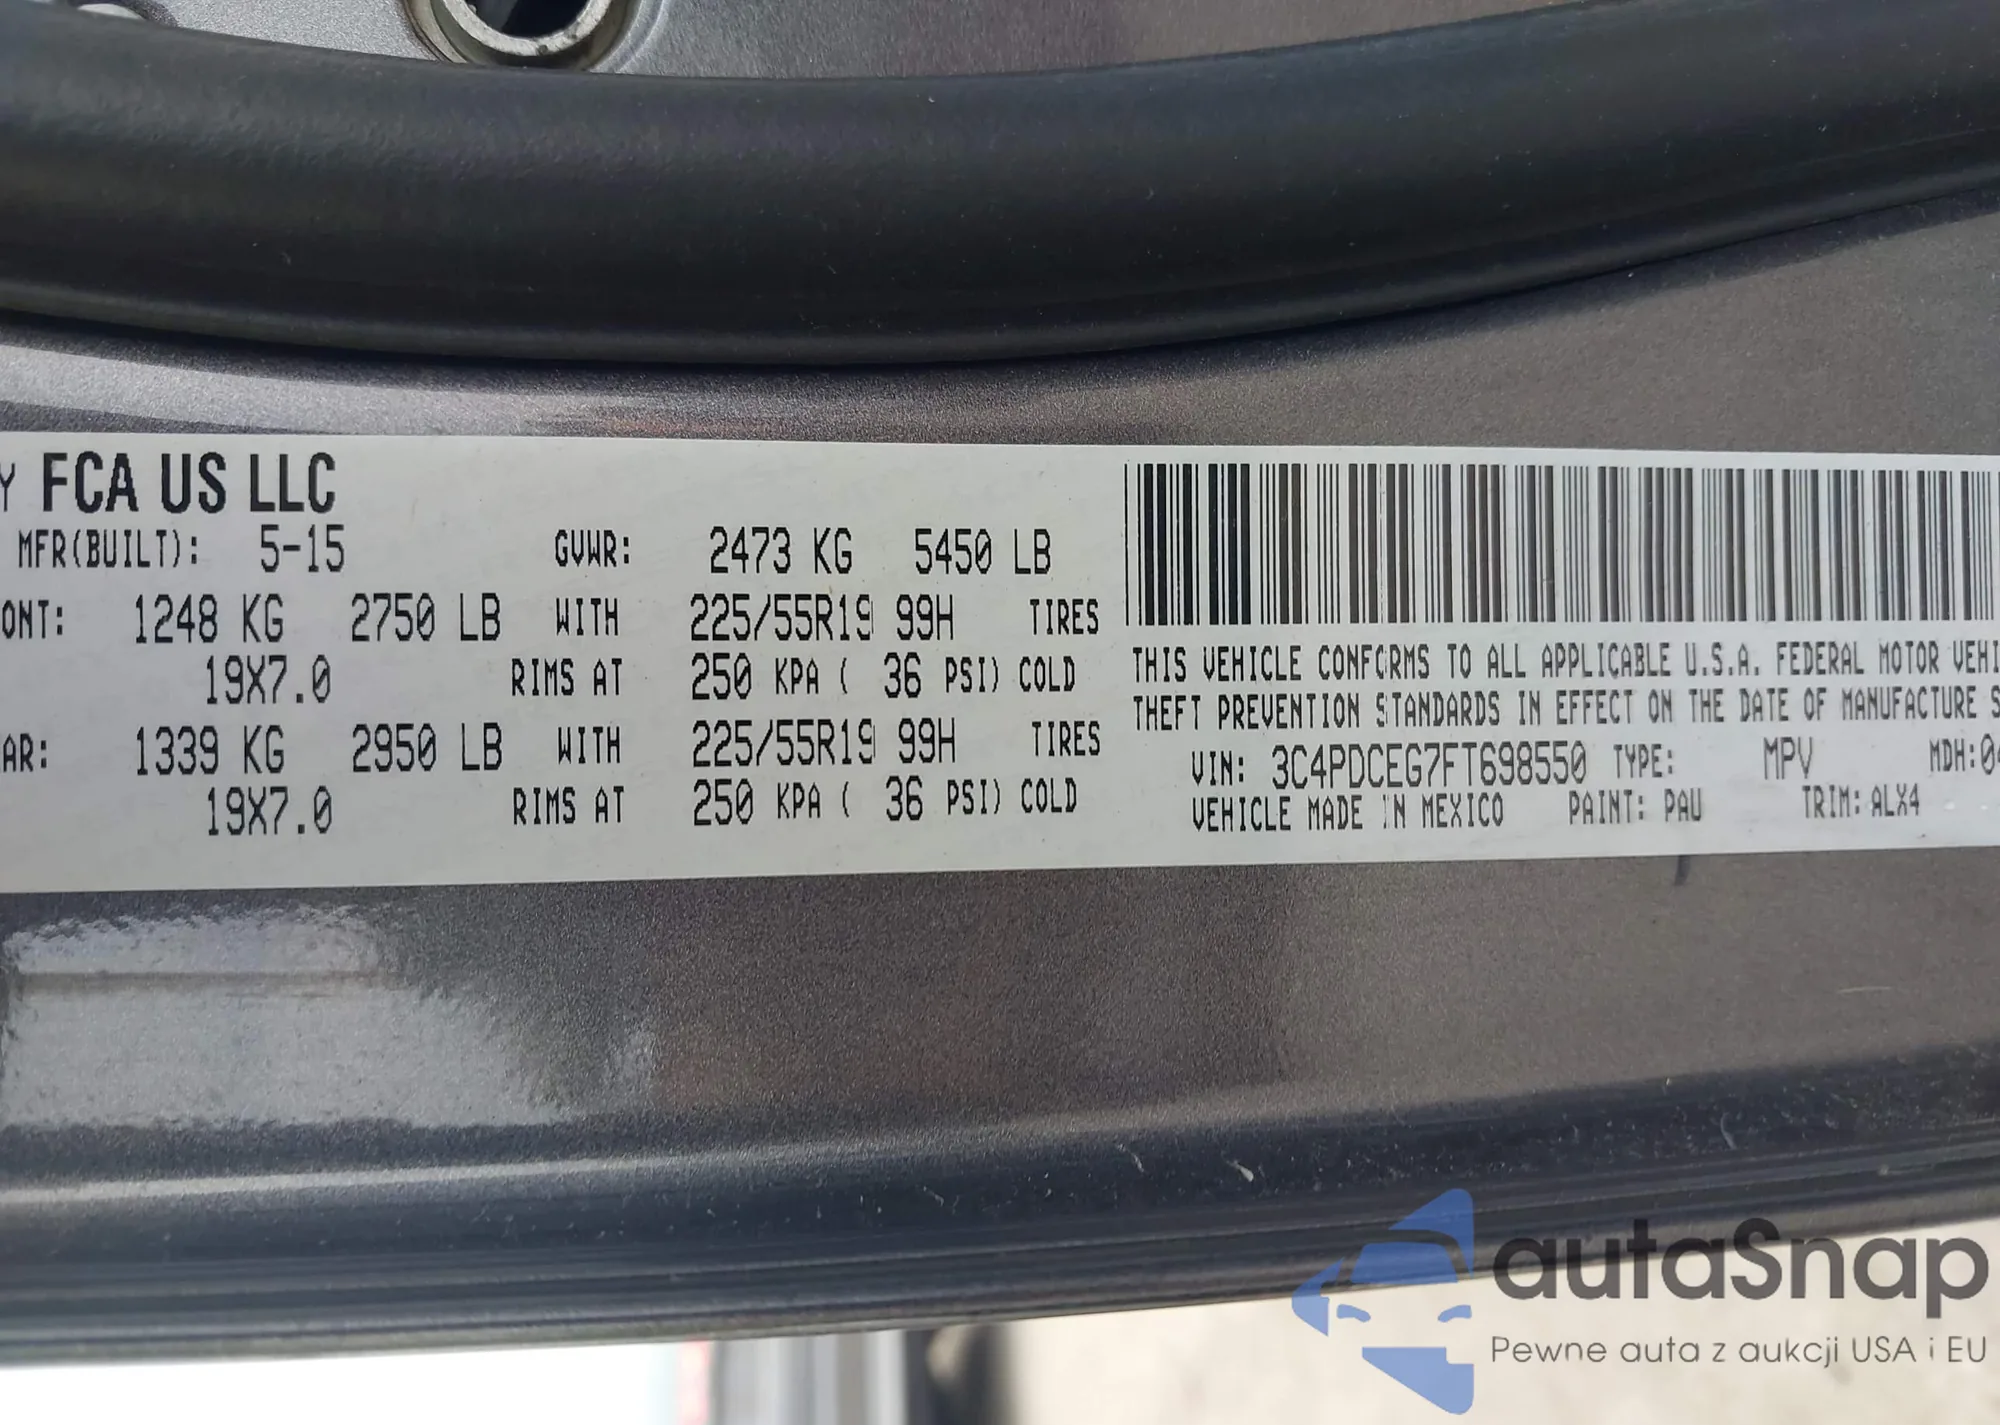 Y FCA US LLC
MFR(BUILT): 5-15 GVWR: 2473 KG 5450 LB
ONT: 1248 KG 2750 LB WITH 225/55R19 99H TIRES
19X7.0 RIMS AT 250 KPA ( 36 PSI) COLD
AR: 1339 KG 2950 LB WITH 225/55R19 99H TIRES
19X7.0 RIMS AT 250 KPA ( 36 PSI) COLD
THIS VEHICLE CONFORMS TO ALL APPLICABLE U.S.A. FEDERAL MOTOR VEHI
THEFT PREVENTION STANDARDS IN EFFECT ON THE DATE OF MANUFACTURE S
VIN: 3C4PDCEG7FT698550 TYPE: MPV MDH:04
VEHICLE MADE IN MEXICO PAINT: PAU TRIM: ALX4
autaSnap
Pewne auta z aukcji USA i EU